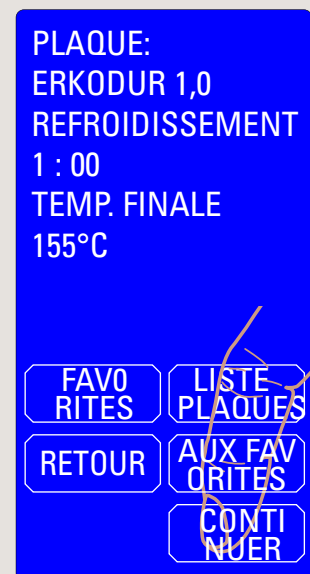 PLAQUE:
ERKODUR 1,0
REFROIDISSEMENT
1 : 00
TEMP. FINALE
155°C
FAVO
RITES
LISTE
PLAQUES
RETOUR
AUX FAV
ORITES
CONTI
NUER